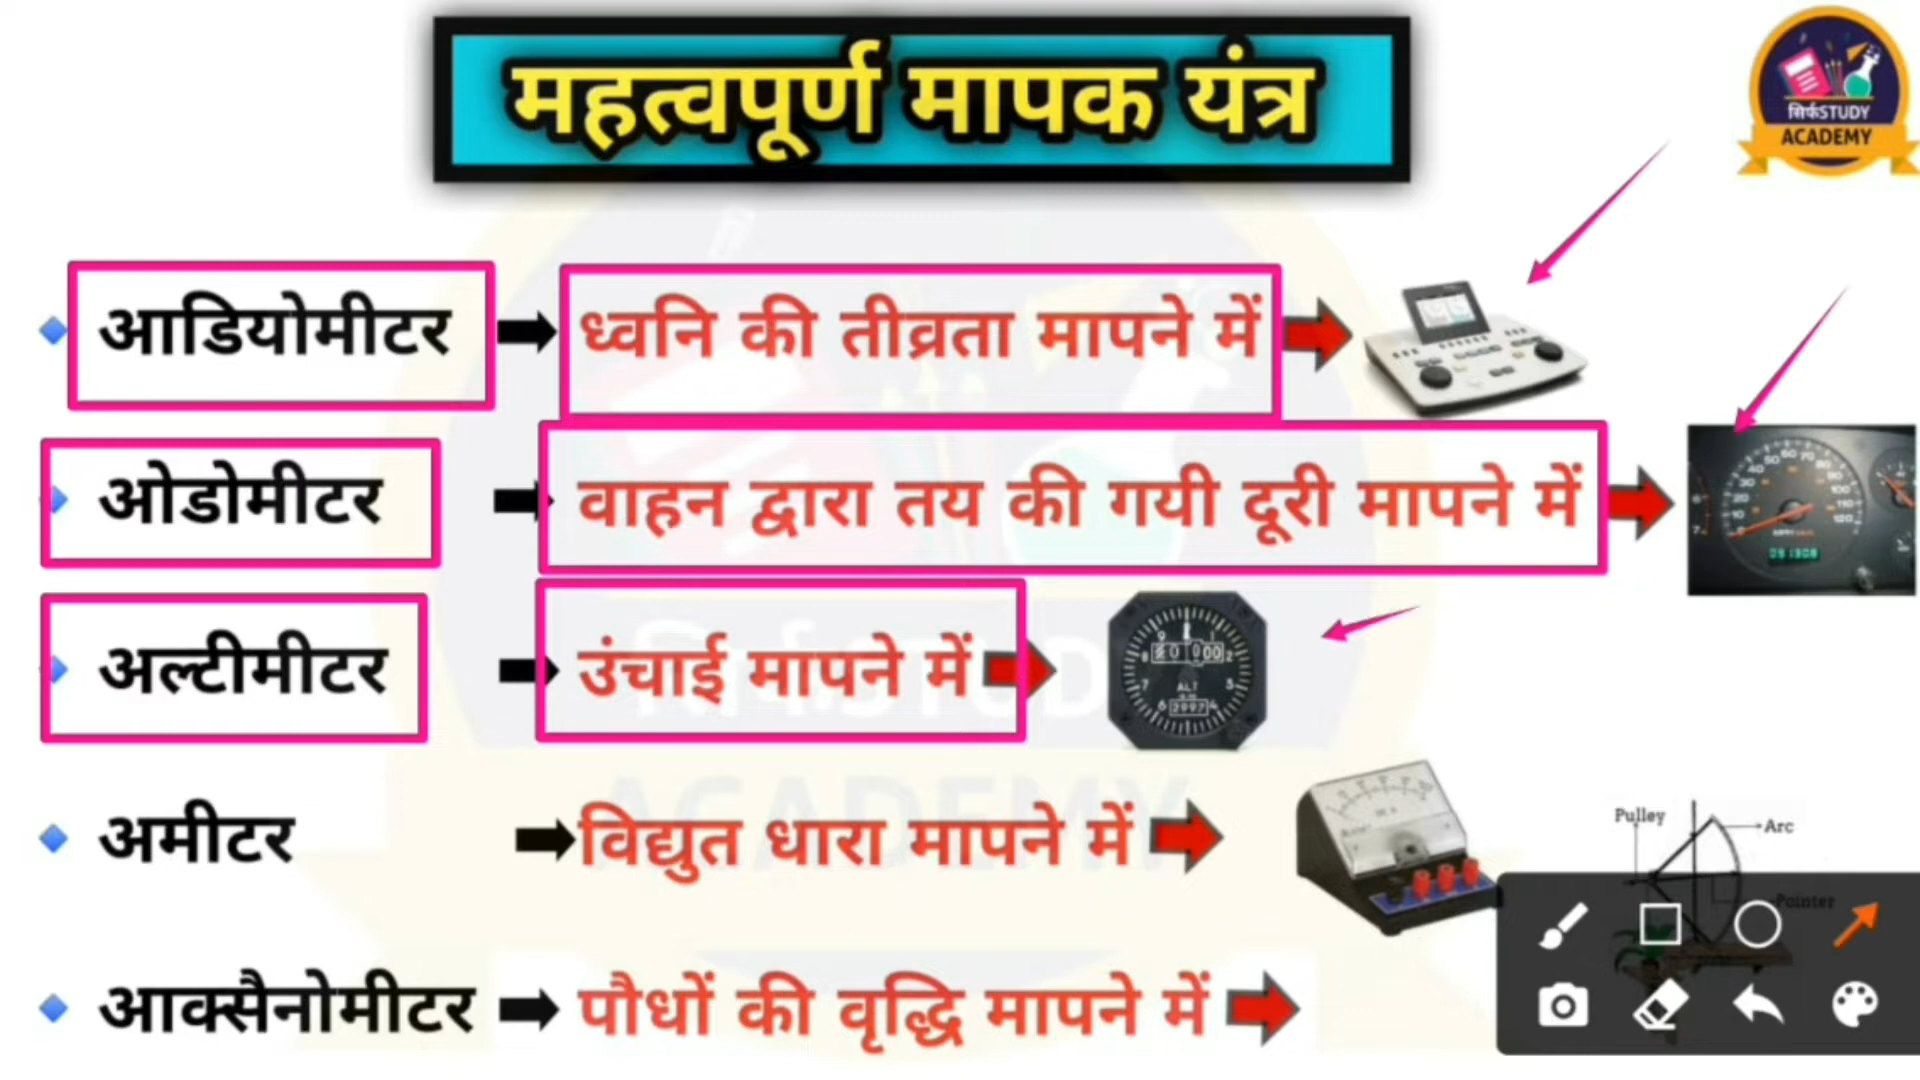 महत्वपूर्ण मापक यंत्र
सिर्फSTUDY
ACADEMY
आडियोमीटर ध्वनि की तीव्रता मापने में
ओडोमीटर वाहन द्वारा तय की गयी दूरी मापने में
अल्टीमीटर उंचाई मापने में
ALT
अमीटर विद्युत धारा मापने में
Pulley
Arc
Pointer
आक्सैनोमीटर पौधों की वृद्धि मापने में